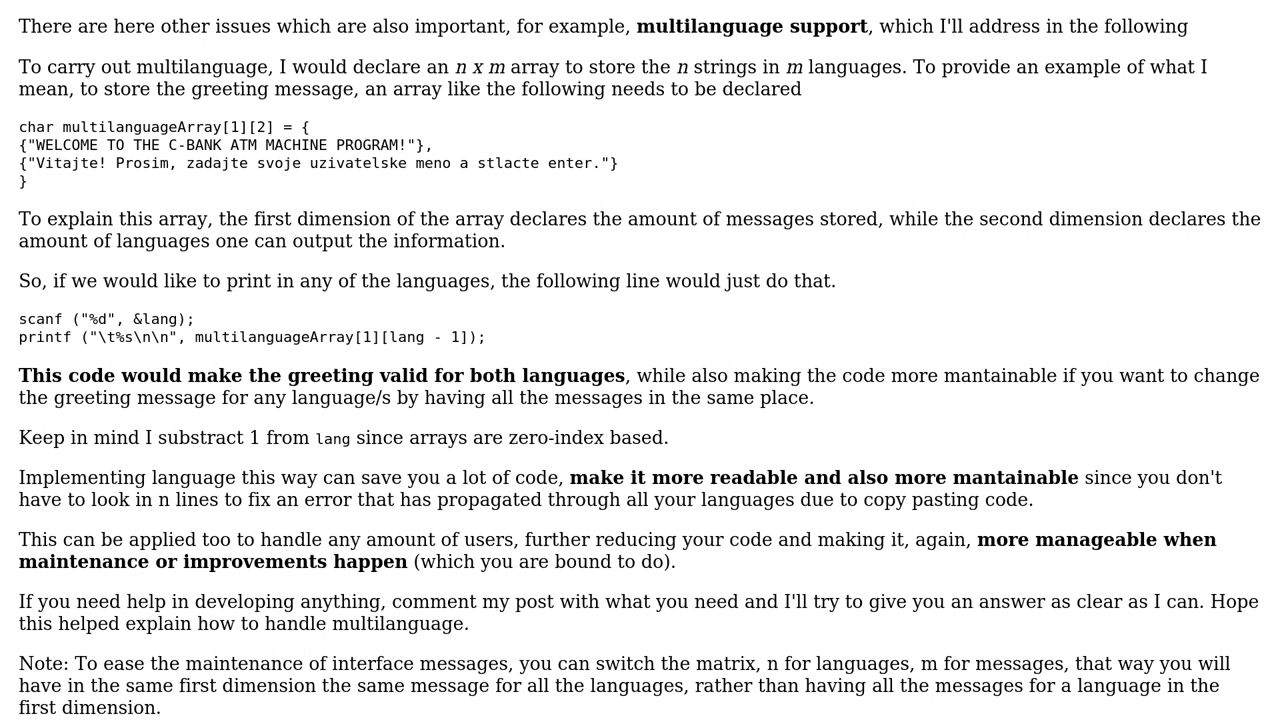 There are here other issues which are also important, for example, multilanguage support, which I'll address in the following
To carry out multilanguage, I would declare an n x m array to store the n strings in m languages. To provide an example of what I
mean, to store the greeting message, an array like the following needs to be declared
char multilanguageArray[1][2] = {
{"WELCOME TO THE C-BANK ATM MACHINE PROGRAM!"},
{"Vitajte! Prosim, zadajte svoje uzivatelske meno a stlacte enter."}
}
To explain this array, the first dimension of the array declares the amount of messages stored, while the second dimension declares the
amount of languages one can output the information.
So, if we would like to print in any of the languages, the following line would just do that.
scanf ("%d", &lang);
printf ("\t%s\n\n", multilanguageArray[1][lang - 1]);
This code would make the greeting valid for both languages, while also making the code more mantainable if you want to change
the greeting message for any language/s by having all the messages in the same place.
Keep in mind I substract 1 from lang since arrays are zero-index based.
Implementing language this way can save you a lot of code, make it more readable and also more mantainable since you don't
have to look in n lines to fix an error that has propagated through all your languages due to copy pasting code.
This can be applied too to handle any amount of users, further reducing your code and making it, again, more manageable when
maintenance or improvements happen (which you are bound to do).
If you need help in developing anything, comment my post with what you need and I'll try to give you an answer as clear as I can. Hope
this helped explain how to handle multilanguage.
Note: To ease the maintenance of interface messages, you can switch the matrix, n for languages, m for messages, that way you will
have in the same first dimension the same message for all the languages, rather than having all the messages for a language in the
first dimension.